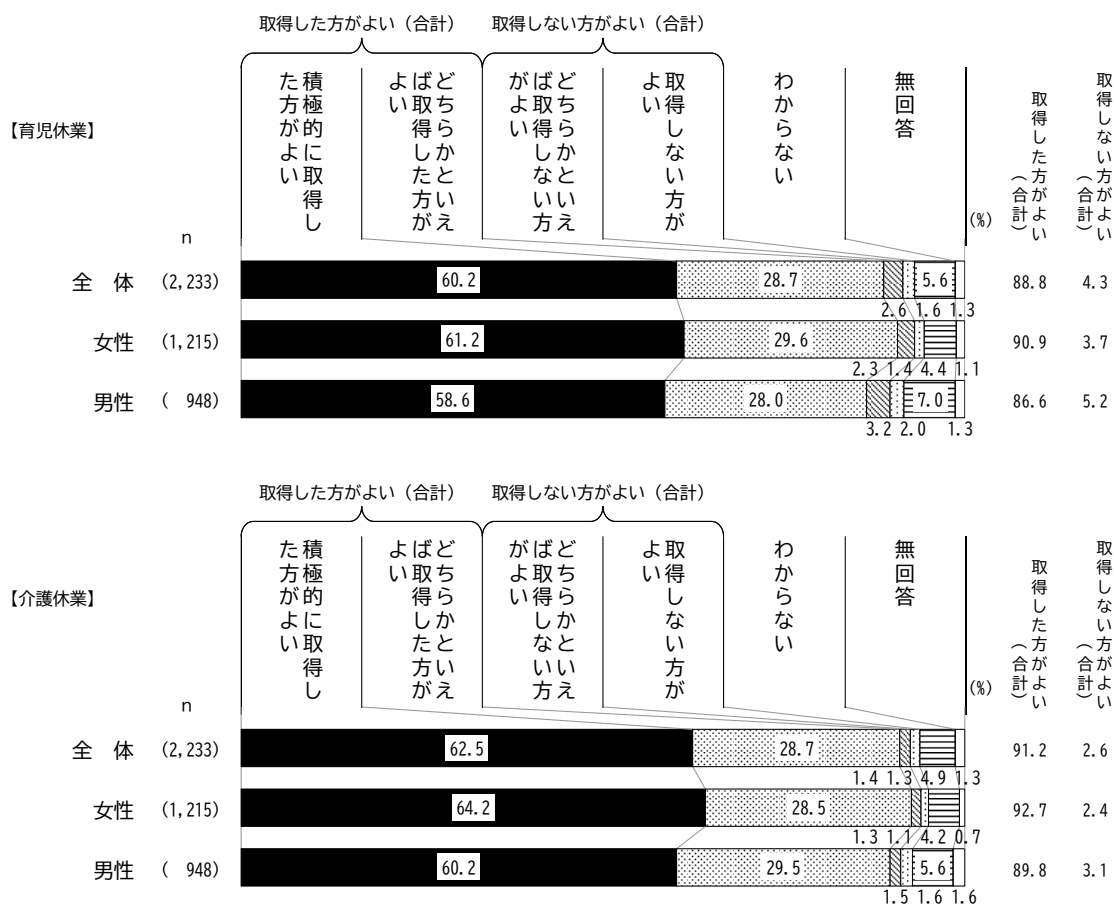 取得した方がよい（合計） 取得しない方がよい（合計）
【育児休業】
積極的に取得し
た方がよい
どちらかといえ
ば取得した方が
よい
どちらかといえ
ば取得しない方
がよい
取得しない方が
よい
わからない
無回答
(%)
取得した方がよい
（合計）
取得しない方がよい
（合計）
n
全 体 (2,233) 60.2 28.7 5.6 88.8 4.3
2.6 1.6 1.3
女性 (1,215) 61.2 29.6 90.9 3.7
2.3 1.4 4.4 1.1
男性 ( 948) 58.6 28.0 7.0 86.6 5.2
3.2 2.0 1.3
取得した方がよい（合計） 取得しない方がよい（合計）
【介護休業】
積極的に取得し
た方がよい
どちらかといえ
ば取得した方が
よい
どちらかといえ
ば取得しない方
がよい
取得しない方が
よい
わからない
無回答
(%)
取得した方がよい
（合計）
取得しない方がよい
（合計）
n
全 体 (2,233) 62.5 28.7 91.2 2.6
1.4 1.3 4.9 1.3
女性 (1,215) 64.2 28.5 92.7 2.4
1.3 1.1 4.2 0.7
男性 ( 948) 60.2 29.5 5.6 89.8 3.1
1.5 1.6 1.6